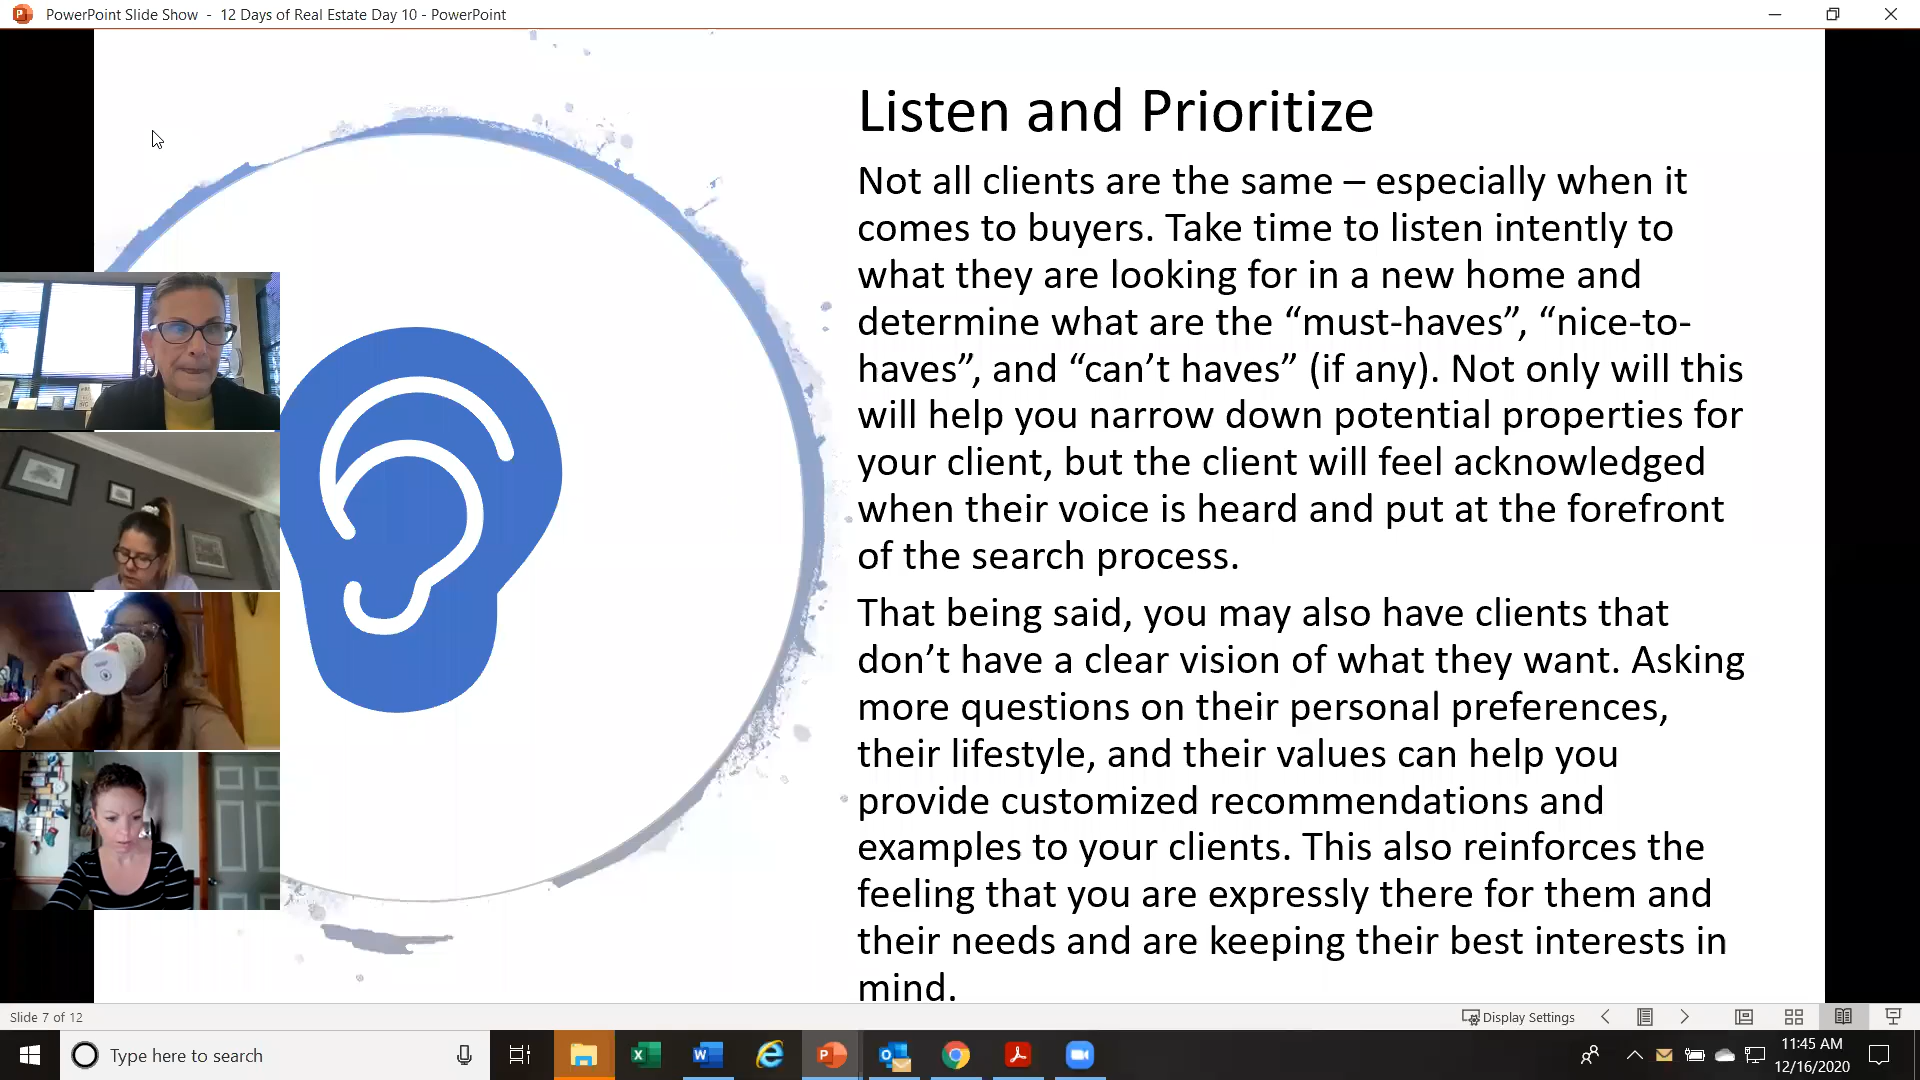 PowerPoint Slide Show - 12 Days of Real Estate Day 10 - PowerPoint
Listen and Prioritize
Not all clients are the same – especially when it
comes to buyers. Take time to listen intently to
what they are looking for in a new home and
determine what are the “must-haves”, “nice-to-
haves”, and “can’t haves” (if any). Not only will this
will help you narrow down potential properties for
your client, but the client will feel acknowledged
when their voice is heard and put at the forefront
of the search process.
That being said, you may also have clients that
don’t have a clear vision of what they want. Asking
more questions on their personal preferences,
their lifestyle, and their values can help you
provide customized recommendations and
examples to your clients. This also reinforces the
feeling that you are expressly there for them and
their needs and are keeping their best interests in
mind.
Slide 7 of 12
Display Settings
Type here to search
11:45 AM
12/16/2020